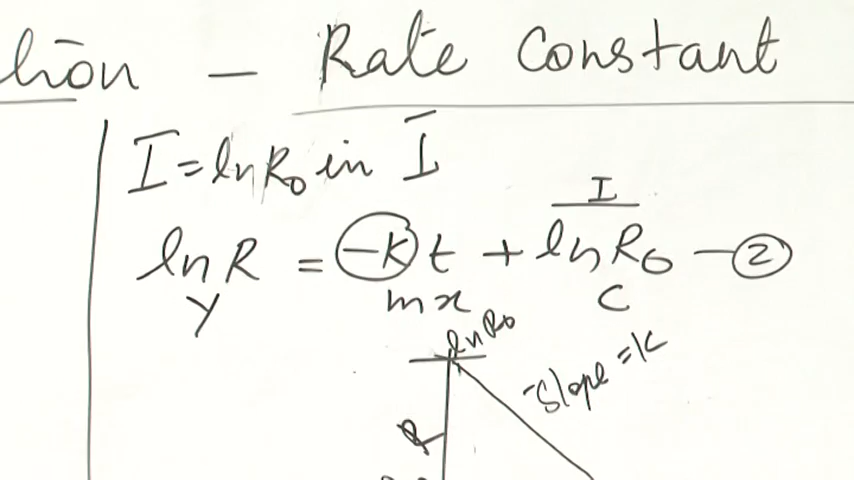 tion – Rate Constant
I = ln R₀ in I
I
ln R = -k t + ln R₀ - ②
Y mx C
ln R₀
-Slope = K
R